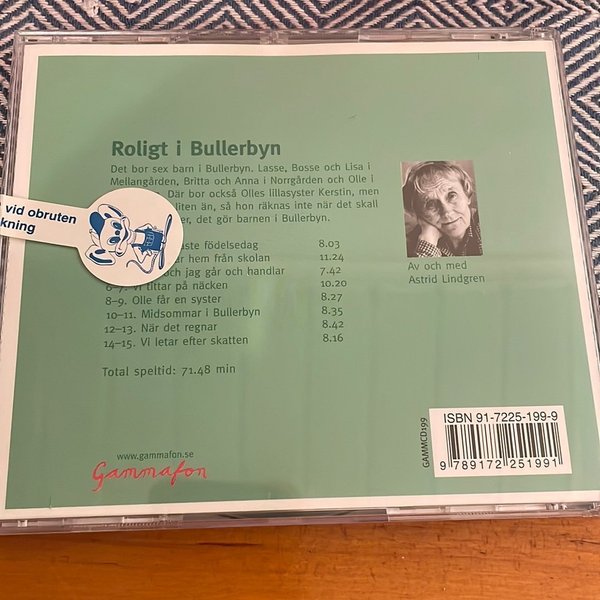 Roligt i Bullerbyn
Det bor sex barn i Bullerbyn. Lasse, Bosse och Lisa i
Mellangården, Britta och Anna i Norrgården och Olle i
Där bor också Olles lillasyster Kerstin, men
liten än, så hon räknas inte när det skall
det gör barnen i Bullerbyn.
vid obruten
födelsedag 8.03
hem från skolan 11.24
och jag går och handlar 7.42
6–7. Vi tittar på näcken 10.20
8–9. Olle får en syster 8.27
10–11. Midsommar i Bullerbyn 8.35
12–13. När det regnar 8.42
14–15. Vi letar efter skatten 8.16
Total speltid: 71.48 min
Av och med
Astrid Lindgren
www.gammafon.se
Gammafon
GAMMCD199
ISBN 91-7225-199-9
9 789172 251991